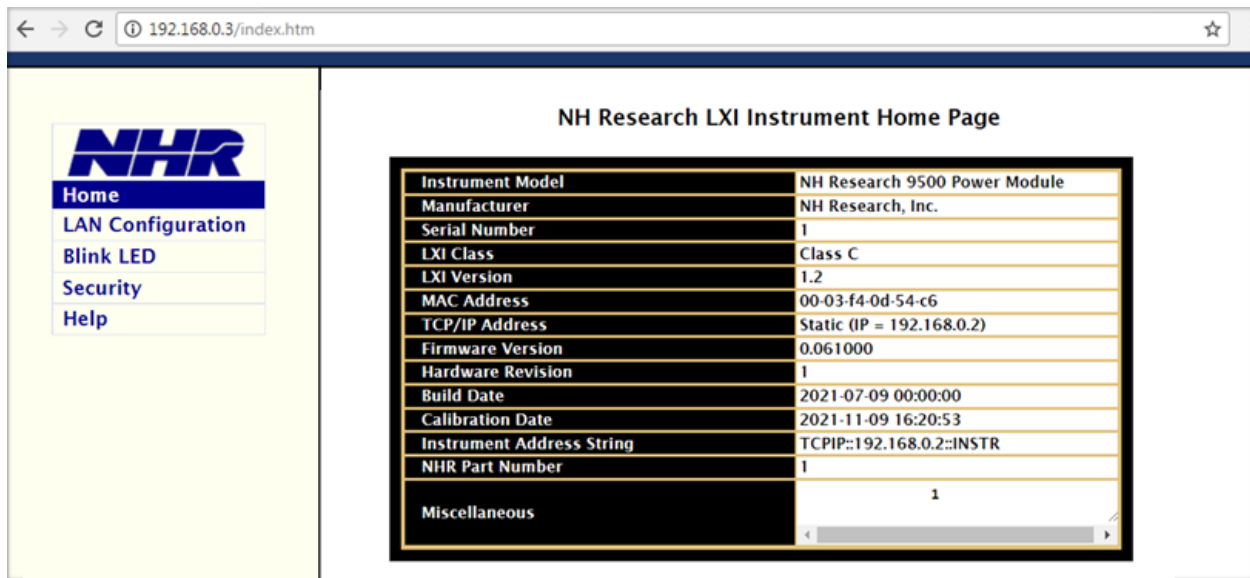 192.168.0.3/index.htm
NHR
Home
LAN Configuration
Blink LED
Security
Help
NH Research LXI Instrument Home Page
Instrument Model NH Research 9500 Power Module
Manufacturer NH Research, Inc.
Serial Number 1
LXI Class Class C
LXI Version 1.2
MAC Address 00-03-f4-0d-54-c6
TCP/IP Address Static (IP = 192.168.0.2)
Firmware Version 0.061000
Hardware Revision 1
Build Date 2021-07-09 00:00:00
Calibration Date 2021-11-09 16:20:53
Instrument Address String TCPIP::192.168.0.2::INSTR
NHR Part Number 1
Miscellaneous 1